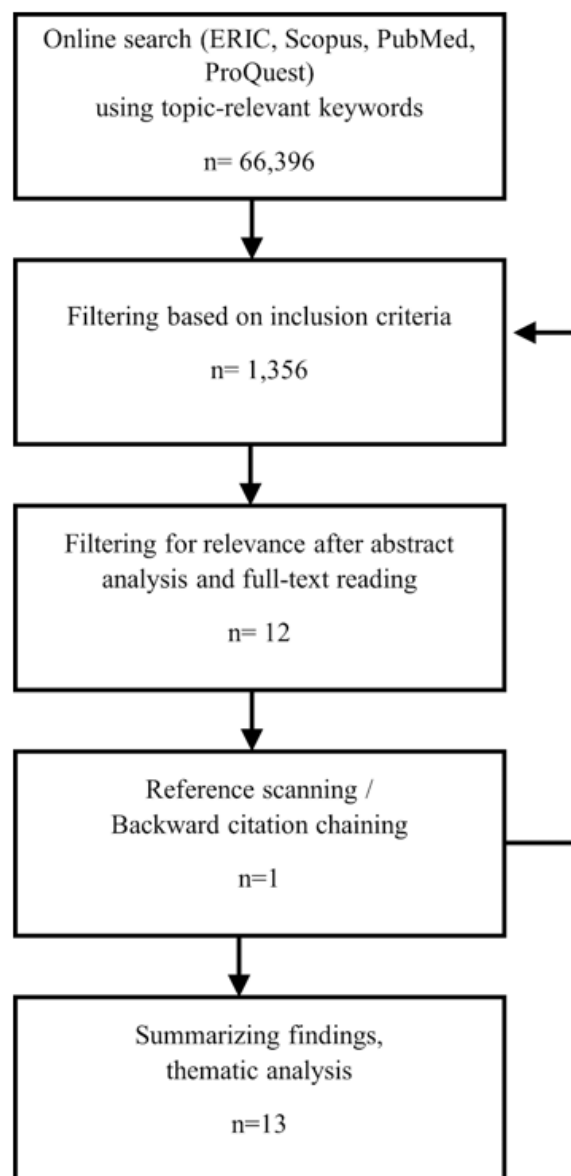 Online search (ERIC, Scopus, PubMed,
ProQuest)
using topic-relevant keywords
n= 66,396
Filtering based on inclusion criteria
n= 1,356
Filtering for relevance after abstract
analysis and full-text reading
n= 12
Reference scanning /
Backward citation chaining
n=1
Summarizing findings,
thematic analysis
n=13